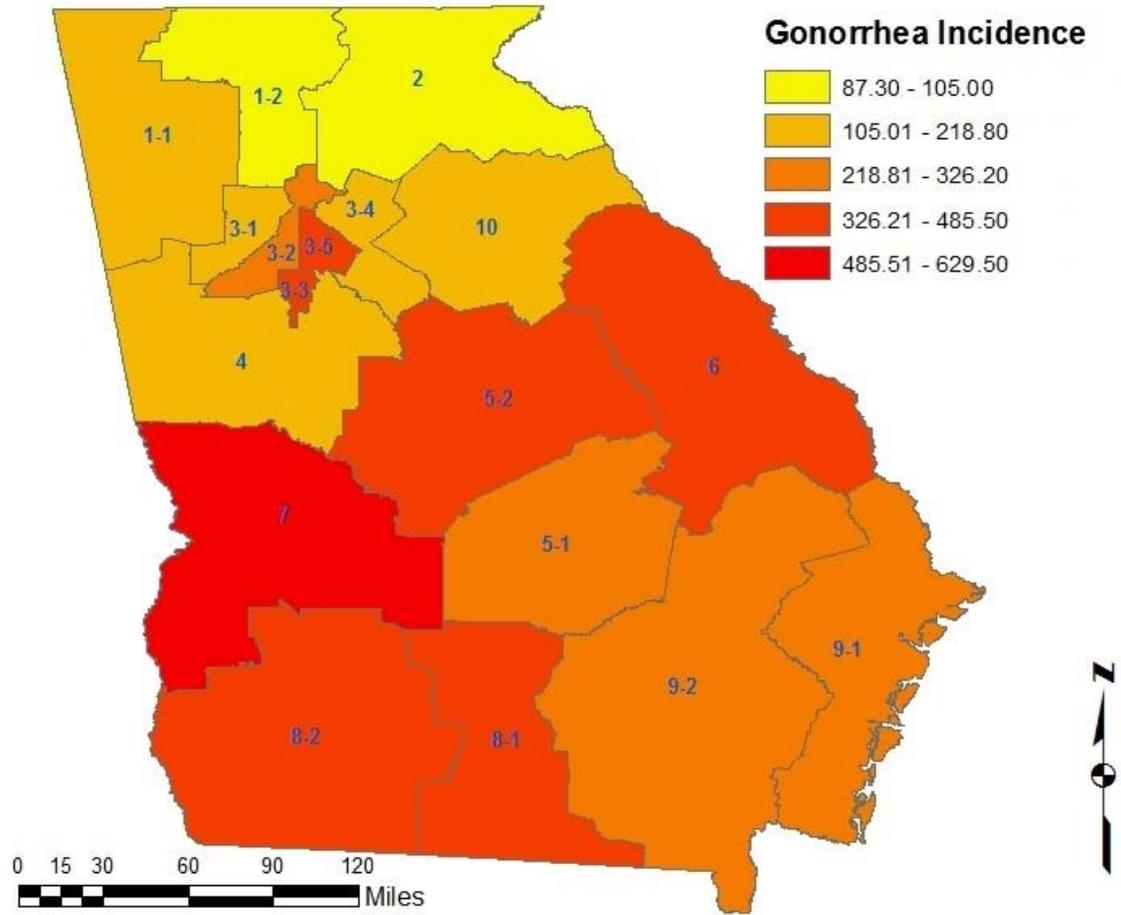 Gonorrhea Incidence
87.30 - 105.00
105.01 - 218.80
218.81 - 326.20
326.21 - 485.50
485.51 - 629.50
2
1-2
1-1
3-4
3-1
10
3-2
3-5
3-3
4
6
5-2
7
5-1
9-1
9-2
8-2
8-1
N
0 15 30 60 90 120
Miles